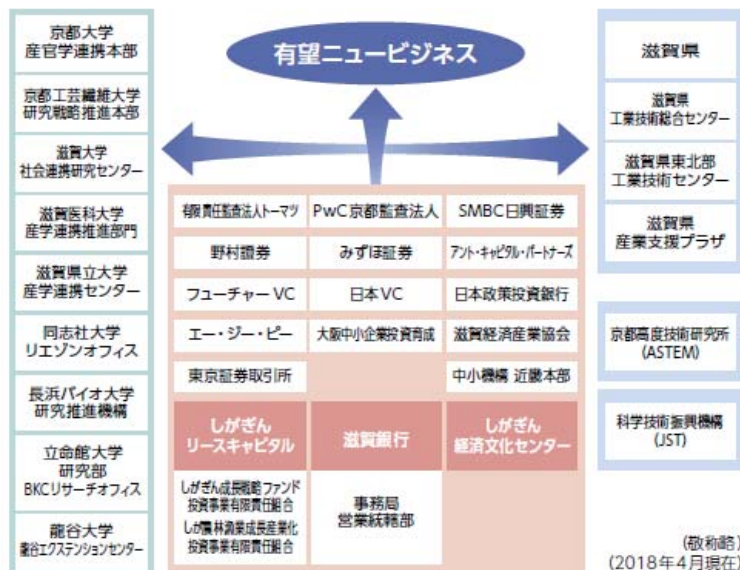 京都大学
産官学連携本部
京都工芸繊維大学
研究戦略推進本部
滋賀大学
社会連携研究センター
滋賀医科大学
産学連携推進部門
滋賀県立大学
産学連携センター
同志社大学
リエゾンオフィス
長浜バイオ大学
研究推進機構
立命館大学
研究部
BKCリサーチオフィス
龍谷大学
龍谷エクステンションセンター
有望ニュービジネス
有限責任監査法人トーマツ
PwC京都監査法人
SMBC日興証券
野村證券
みずほ証券
アント・キャピタル・パートナーズ
フューチャーVC
日本VC
日本政策投資銀行
エー・ジー・ピー
大阪中小企業投資育成
滋賀経済産業協会
東京証券取引所
中小機構 近畿本部
しがぎん
リースキャピタル
滋賀銀行
しがぎん
経済文化センター
しがぎん成長戦略ファンド
投資事業有限責任組合
しが農林漁業成長産業化
投資事業有限責任組合
事務局
営業統轄部
滋賀県
滋賀県
工業技術総合センター
滋賀県東北部
工業技術センター
滋賀県
産業支援プラザ
京都高度技術研究所
(ASTEM)
科学技術振興機構
(JST)
(敬称略)
(2018年4月現在)